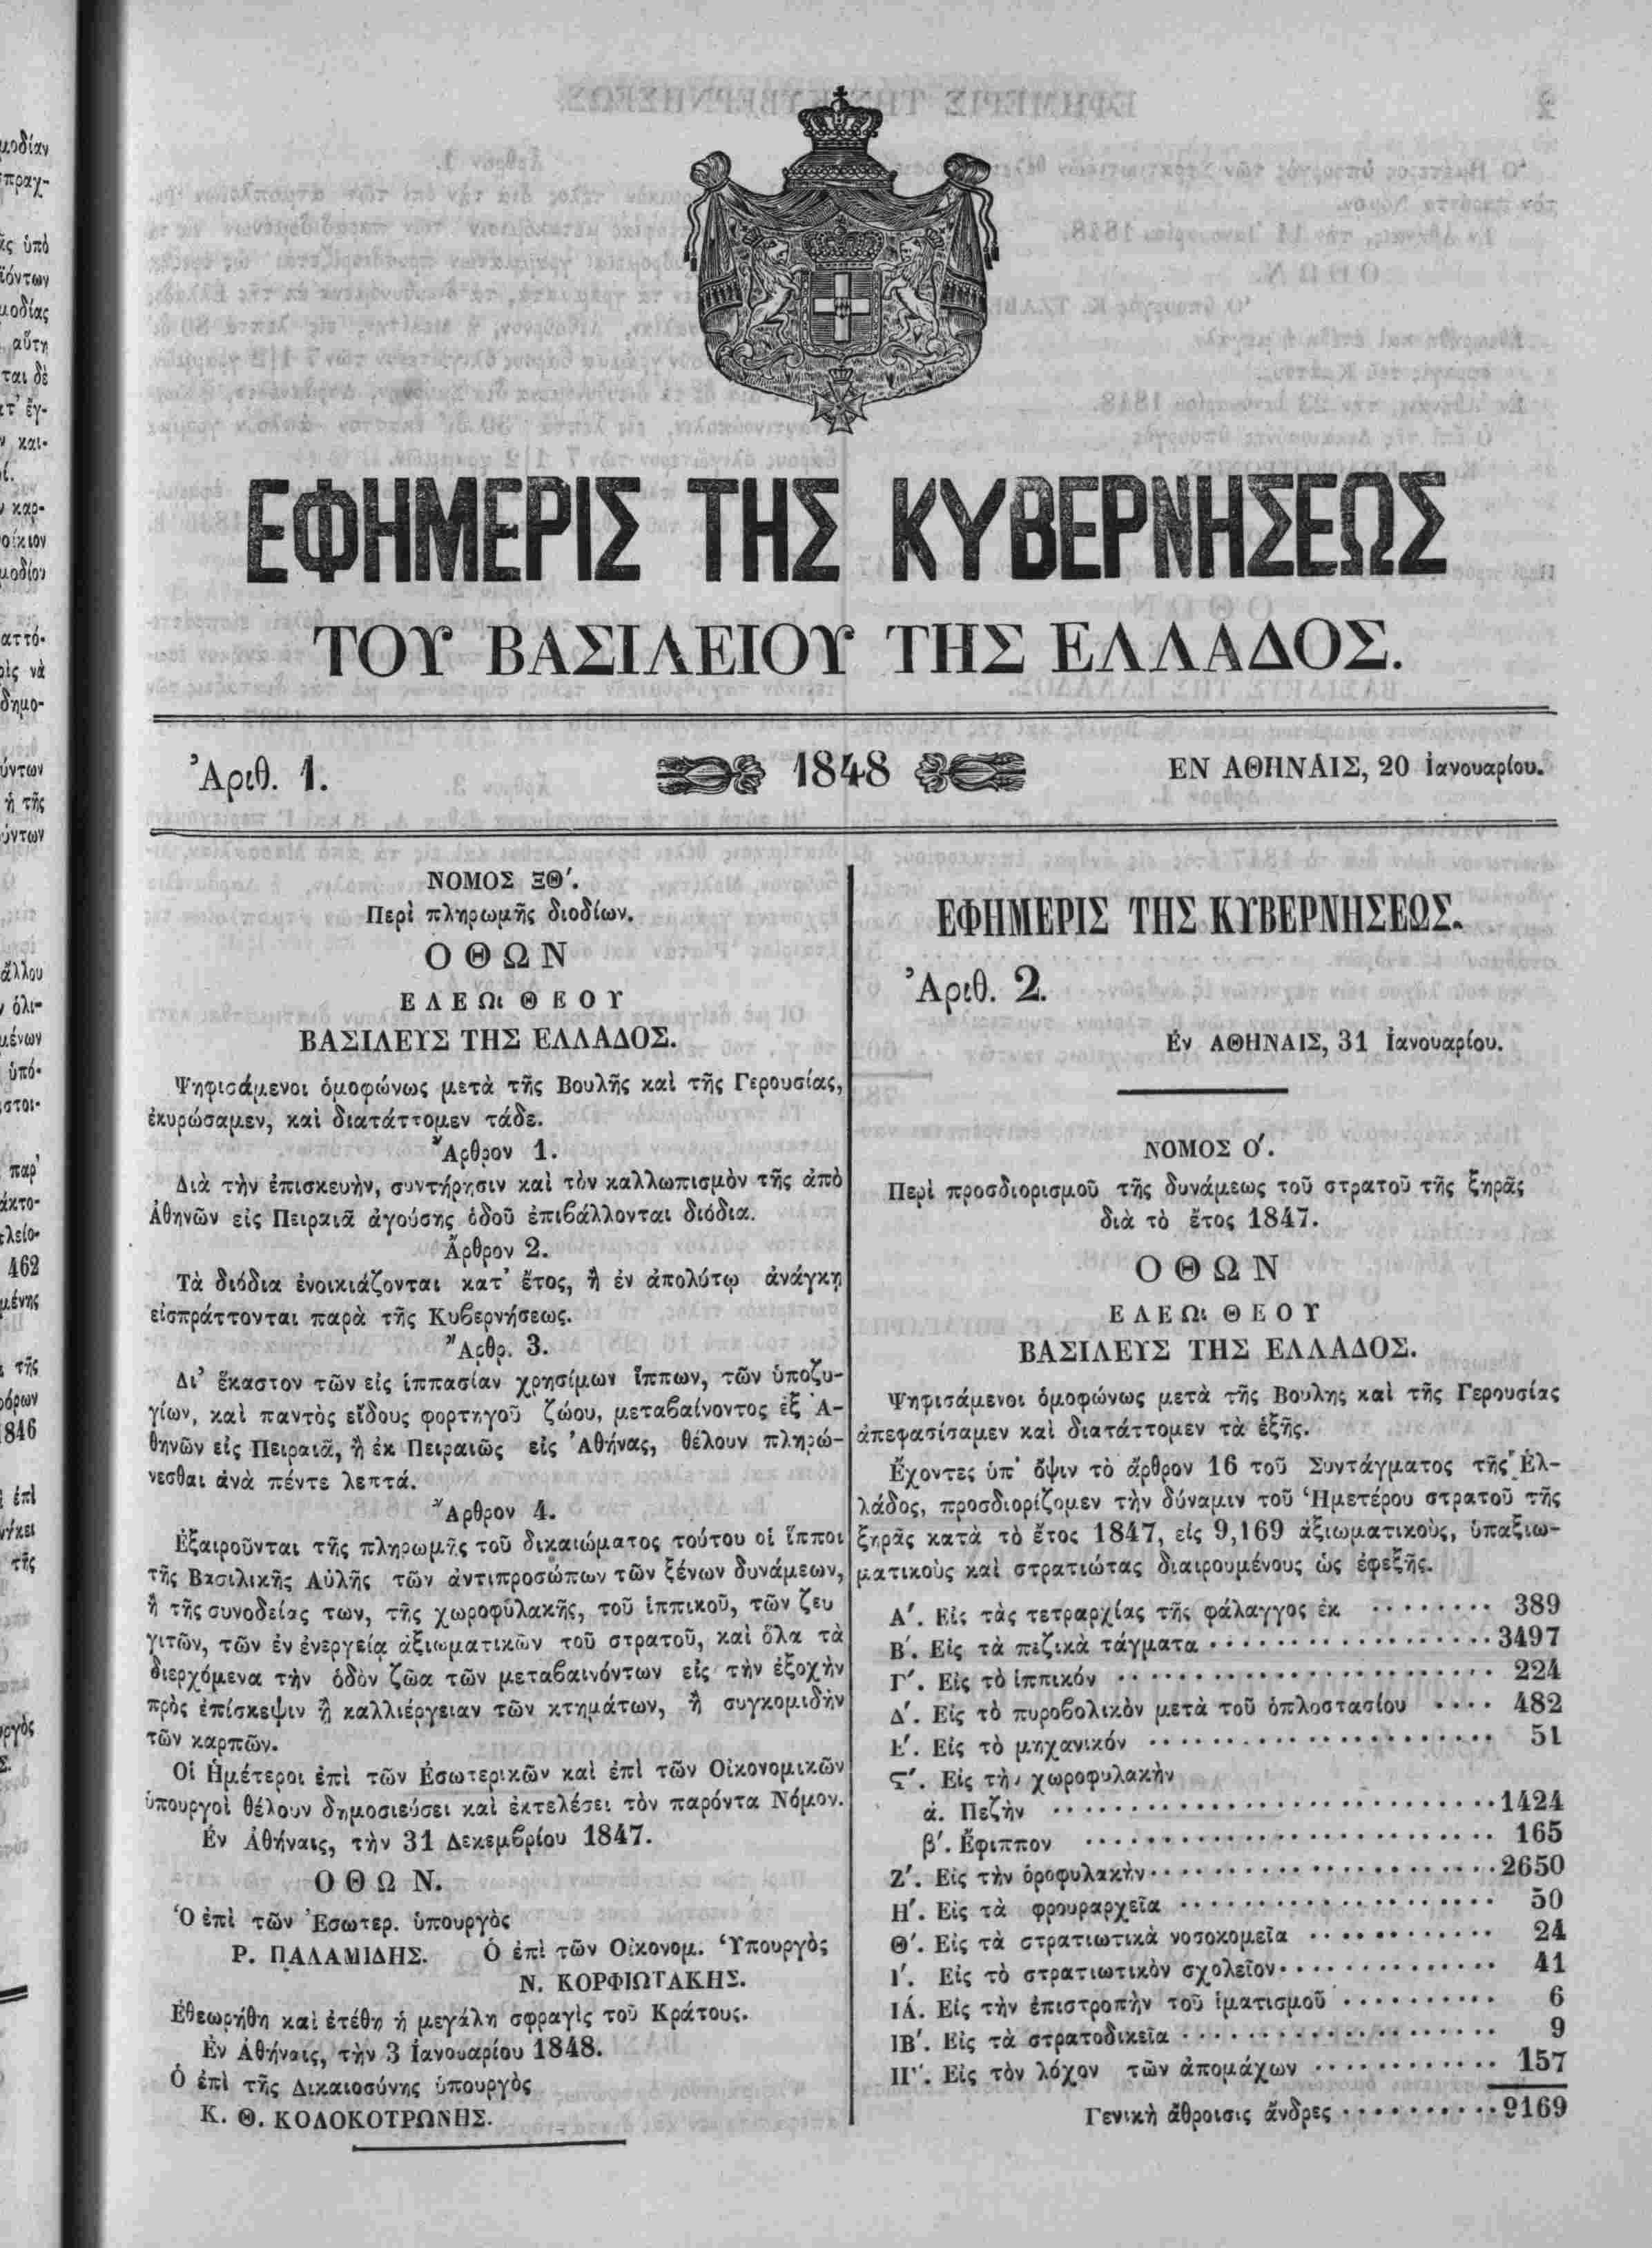 ΕΦΗΜΕΡΙΣ ΤΗΣ ΚΥΒΕΡΝΗΣΕΩΣ
ΤΟΥ ΒΑΣΙΛΕΙΟΥ ΤΗΣ ΕΛΛΑΔΟΣ.
Ἀριθ. 1.
1848
ΕΝ ΑΘΗΝΑΙΣ, 20 Ἰανουαρίου.
ΝΟΜΟΣ ΞΘ΄.
Περὶ πληρωμῆς διοδίων.
ΟΘΩΝ
ΕΛΕΩι ΘΕΟΥ
ΒΑΣΙΛΕΥΣ ΤΗΣ ΕΛΛΑΔΟΣ.
Ψηφισάμενοι ὁμοφώνως μετὰ τῆς Βουλῆς καὶ τῆς Γερουσίας,
ἐκυρώσαμεν, καὶ διατάττομεν τάδε.
Ἄρθρον 1.
Διὰ τὴν ἐπισκευὴν, συντήρησιν καὶ τὸν καλλωπισμὸν τῆς ἀπὸ
Ἀθηνῶν εἰς Πειραιᾶ ἀγούσης ὁδοῦ ἐπιβάλλονται διόδια.
Ἄρθρον 2.
Τὰ διόδια ἐνοικιάζονται κατ' ἔτος, ἢ ἐν ἀπολύτῳ ἀνάγκῃ
εἰσπράττονται παρὰ τῆς Κυβερνήσεως.
Ἄρθρ. 3.
Δι' ἕκαστον τῶν εἰς ἱππασίαν χρησίμων ἵππων, τῶν ὑποζυ-
γίων, καὶ παντὸς εἴδους φορτηγοῦ ζώου, μεταβαίνοντος ἐξ Ἀ-
θηνῶν εἰς Πειραιᾶ, ἢ ἐκ Πειραιῶς εἰς Ἀθήνας, θέλουν πληρώ-
νεσθαι ἀνὰ πέντε λεπτά.
Ἄρθρον 4.
Ἐξαιροῦνται τῆς πληρωμῆς τοῦ δικαιώματος τούτου οἱ ἵπποι
τῆς Βασιλικῆς Αὐλῆς τῶν ἀντιπροσώπων τῶν ξένων δυνάμεων,
ἢ τῆς συνοδείας των, τῆς χωροφυλακῆς, τοῦ ἱππικοῦ, τῶν ζευ
γιτῶν, τῶν ἐν ἐνεργείᾳ ἀξιωματικῶν τοῦ στρατοῦ, καὶ ὅλα τὰ
διερχόμενα τὴν ὁδὸν ζῶα τῶν μεταβαινόντων εἰς τὴν ἐξοχὴν
πρὸς ἐπίσκεψιν ἢ καλλιέργειαν τῶν κτημάτων, ἢ συγκομιδὴν
τῶν καρπῶν.
Οἱ Ἡμέτεροι ἐπὶ τῶν Ἐσωτερικῶν καὶ ἐπὶ τῶν Οἰκονομικῶν
ὑπουργοὶ θέλουν δημοσιεύσει καὶ ἐκτελέσει τὸν παρόντα Νόμον.
Ἐν Ἀθήναις, τὴν 31 Δεκεμβρίου 1847.
ΟΘΩΝ.
Ὁ ἐπὶ τῶν Ἐσωτερ. ὑπουργὸς
Ρ. ΠΑΛΑΜΙΔΗΣ. Ὁ ἐπὶ τῶν Οἰκονομ. Ὑπουργὸς
Ν. ΚΟΡΦΙΩΤΑΚΗΣ.
Ἐθεωρήθη καὶ ἐτέθη ἡ μεγάλη σφραγὶς τοῦ Κράτους.
Ἐν Ἀθήναις, τὴν 3 Ἰανουαρίου 1848.
Ὁ ἐπὶ τῆς Δικαιοσύνης ὑπουργὸς
Κ. Θ. ΚΟΛΟΚΟΤΡΩΝΗΣ.
ΕΦΗΜΕΡΙΣ ΤΗΣ ΚΥΒΕΡΝΗΣΕΩΣ.
Ἀριθ. 2.
Ἐν ΑΘΗΝΑΙΣ, 31 Ἰανουαρίου.
ΝΟΜΟΣ Ο΄.
Περὶ προσδιορισμοῦ τῆς δυνάμεως τοῦ στρατοῦ τῆς ξηρᾶς
διὰ τὸ ἔτος 1847.
ΟΘΩΝ
ΕΛΕΩι ΘΕΟΥ
ΒΑΣΙΛΕΥΣ ΤΗΣ ΕΛΛΑΔΟΣ.
Ψηφισάμενοι ὁμοφώνως μετὰ τῆς Βουλης καὶ τῆς Γερουσίας
ἀπεφασίσαμεν καὶ διατάττομεν τὰ ἑξῆς.
Ἔχοντες ὑπ' ὄψιν τὸ ἄρθρον 16 τοῦ Συντάγματος τῆς Ἑλ-
λάδος, προσδιορίζομεν τὴν δύναμιν τοῦ Ἡμετέρου στρατοῦ τῆς
ξηρᾶς κατὰ τὸ ἔτος 1847, εἰς 9,169 ἀξιωματικοὺς, ὑπαξιω-
ματικοὺς καὶ στρατιώτας διαιρουμένους ὡς ἐφεξῆς.
Α΄. Εἰς τὰς τετραρχίας τῆς φάλαγγος ἐκ ........ 389
Β΄. Εἰς τὰ πεζικὰ τάγματα .................. 3497
Γ΄. Εἰς τὸ ἱππικόν ........................ 224
Δ΄. Εἰς τὸ πυροβολικὸν μετὰ τοῦ ὁπλοστασίου .... 482
Ε΄. Εἰς τὸ μηχανικόν ...................... 51
Ϛ΄. Εἰς τὴν χωροφυλακὴν
ά. Πεζὴν ............................ 1424
β΄. Ἔφιππον .......................... 165
Ζ΄. Εἰς τὴν ὁροφυλακὴν ..................... 2650
Η΄. Εἰς τὰ φρουραρχεῖα .................... 50
Θ΄. Εἰς τὰ στρατιωτικὰ νοσοκομεῖα ............ 24
Ι΄. Εἰς τὸ στρατιωτικὸν σχολεῖον .............. 41
ΙΑ΄. Εἰς τὴν ἐπιστροπὴν τοῦ ἱματισμοῦ .......... 6
ΙΒ΄. Εἰς τὰ στρατοδικεῖα .................... 9
ΙΓ΄. Εἰς τὸν λόχον τῶν ἀπομάχων ............ 157
Γενικὴ ἄθροισις ἄνδρες .......... 9169